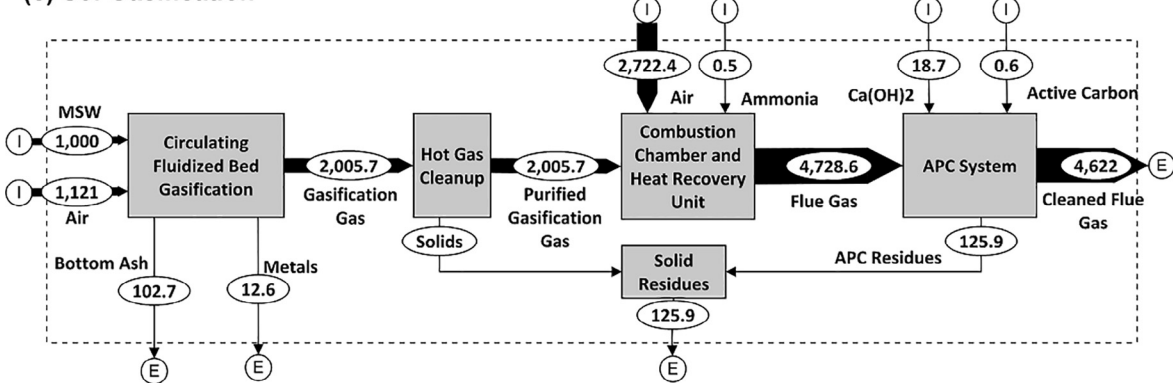 I
I
I
I
2,722.4
0.5
18.7
0.6
MSW
Air
Ammonia
Ca(OH)2
Active Carbon
I
1,000
Circulating
Fluidized Bed
Gasification
Hot Gas
Cleanup
Combustion
Chamber and
Heat Recovery
Unit
APC System
2,005.7
2,005.7
4,728.6
4,622
E
I
1,121
Air
Gasification
Gas
Purified
Gasification
Gas
Flue Gas
Cleaned Flue
Gas
Solids
125.9
Bottom Ash
Metals
102.7
12.6
Solid
Residues
APC Residues
125.9
E
E
E